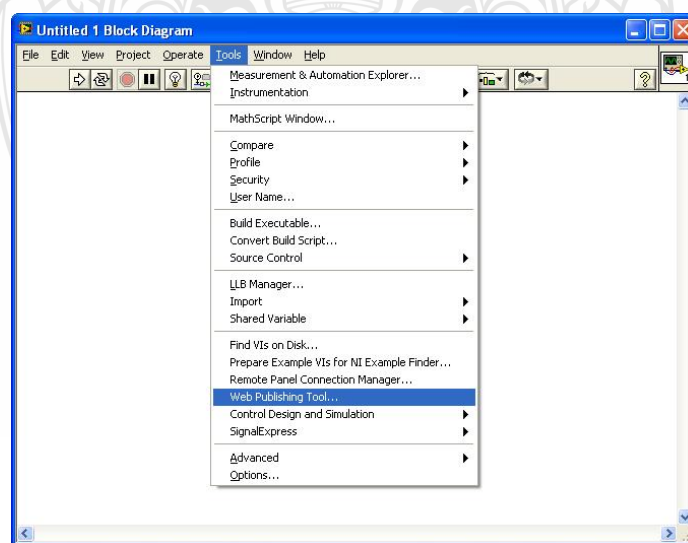 Untitled 1 Block Diagram
File Edit View Project Operate Tools Window Help
Measurement & Automation Explorer...
Instrumentation
MathScript Window...
Compare
Profile
Security
User Name...
Build Executable...
Convert Build Script...
Source Control
LLB Manager...
Import
Shared Variable
Find VIs on Disk...
Prepare Example VIs for NI Example Finder...
Remote Panel Connection Manager...
Web Publishing Tool...
Control Design and Simulation
SignalExpress
Advanced
Options...